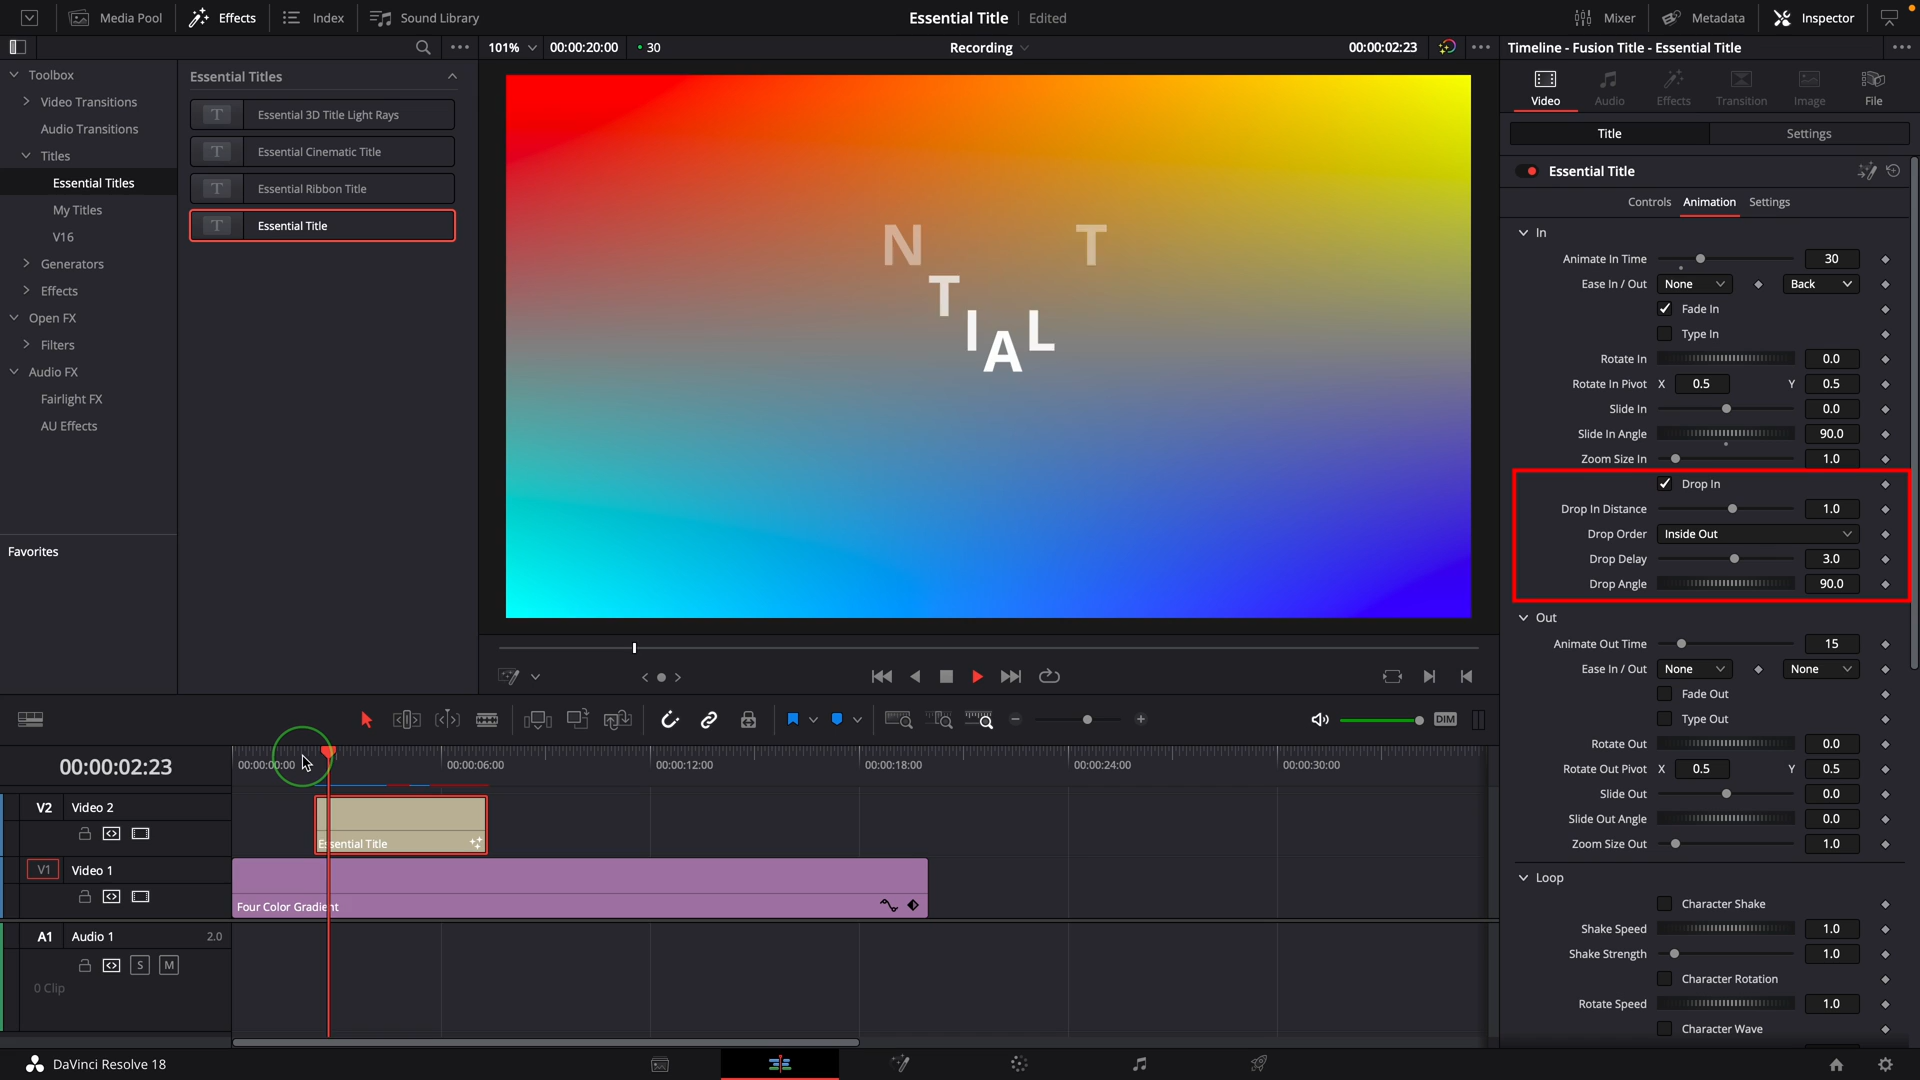 Media Pool
Effects
Index
Sound Library
Essential Title
Edited
Mixer
Metadata
Inspector
101%
00:00:20:00
30
Recording
00:00:02:23
Timeline - Fusion Title - Essential Title
Toolbox
Video Transitions
Audio Transitions
Titles
Essential Titles
My Titles
V16
Generators
Effects
Open FX
Filters
Audio FX
Fairlight FX
AU Effects
Favorites
Essential Titles
T Essential 3D Title Light Rays
T Essential Cinematic Title
T Essential Ribbon Title
T Essential Title
N T
T
I L
A
Video
Audio
Effects
Transition
Image
File
Title
Settings
Essential Title
Controls
Animation
Settings
In
Animate In Time 30
Ease In / Out None Back
Fade In
Type In
Rotate In 0.0
Rotate In Pivot X 0.5 Y 0.5
Slide In 0.0
Slide In Angle 90.0
Zoom Size In 1.0
Drop In
Drop In Distance 1.0
Drop Order Inside Out
Drop Delay 3.0
Drop Angle 90.0
Out
Animate Out Time 15
Ease In / Out None None
Fade Out
Type Out
Rotate Out 0.0
Rotate Out Pivot X 0.5 Y 0.5
Slide Out 0.0
Slide Out Angle 0.0
Zoom Size Out 1.0
Loop
Character Shake
Shake Speed 1.0
Shake Strength 1.0
Character Rotation
Rotate Speed 1.0
Character Wave
DIM
00:00:02:23
00:00:00:00
00:00:06:00
00:00:12:00
00:00:18:00
00:00:24:00
00:00:30:00
V2 Video 2
Essential Title
V1 Video 1
Four Color Gradient
A1 Audio 1 2.0
S M
0 Clip
DaVinci Resolve 18